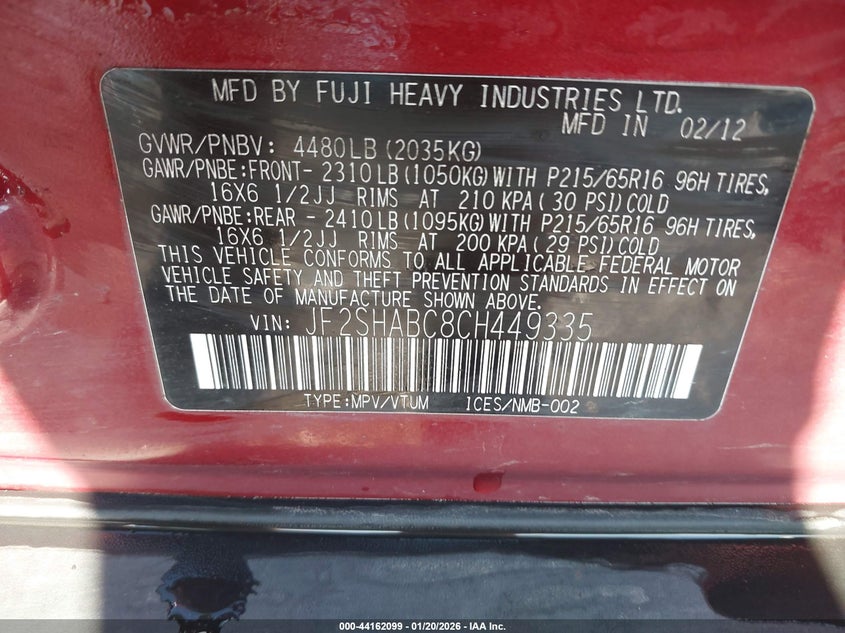 MFD BY FUJI HEAVY INDUSTRIES LTD.
MFD IN 02/12
GVWR/PNBV: 4480LB(2035KG)
GAWR/PNBE:FRONT- 2310LB(1050KG)WITH P215/65R16 96H TIRES,
16X6 1/2JJ RIMS AT 210 KPA( 30 PSI)COLD
GAWR/PNBE:REAR - 2410LB(1095KG)WITH P215/65R16 96H TIRES,
16X6 1/2JJ RIMS AT 200 KPA( 29 PSI)COLD
THIS VEHICLE CONFORMS TO ALL APPLICABLE FEDERAL MOTOR
VEHICLE SAFETY AND THEFT PREVENTION STANDARDS IN EFFECT ON
THE DATE OF MANUFACTURE SHOWN ABOVE.
VIN: JF2SHABC8CH449335
TYPE:MPV/VTUM ICES/NMB-002
000-44162099 - 01/20/2026 - IAA Inc.